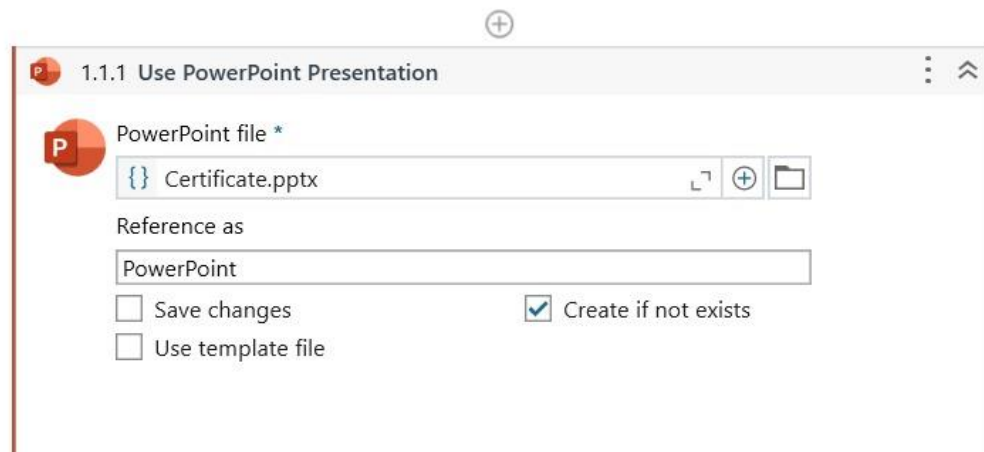 P 1.1.1 Use PowerPoint Presentation
P PowerPoint file *
{} Certificate.pptx
Reference as
PowerPoint
Save changes Create if not exists
Use template file